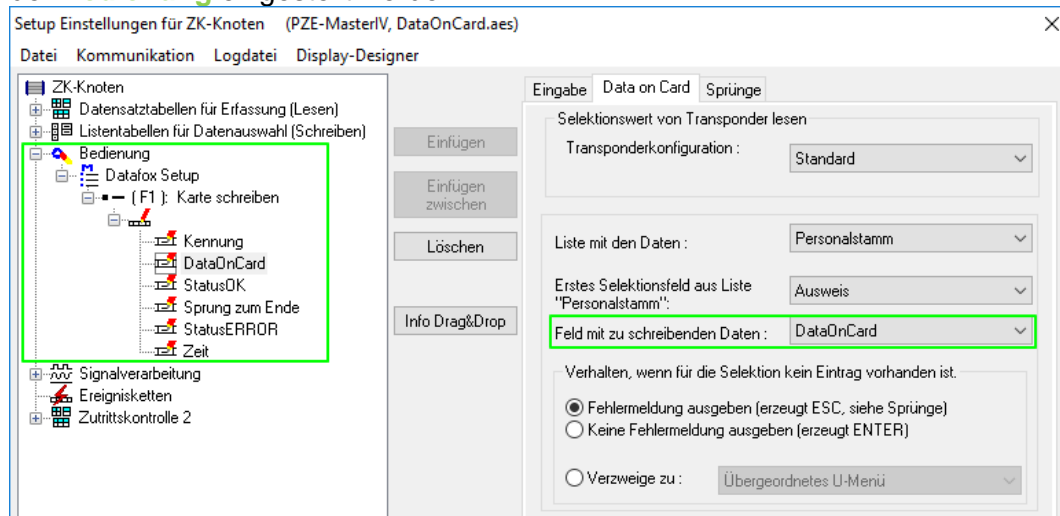 Setup Einstellungen für ZK-Knoten (PZE-MasterIV, DataOnCard.aes)
Datei Kommunikation Logdatei Display-Designer
ZK-Knoten
Datensatztabellen für Erfassung (Lesen)
Listentabellen für Datenauswahl (Schreiben)
Bedienung
Datafox Setup
( F1 ): Karte schreiben
Kennung
DataOnCard
StatusOK
Sprung zum Ende
StatusERROR
Zeit
Signalverarbeitung
Ereignisketten
Zutrittskontrolle 2
Einfügen
Einfügen
zwischen
Löschen
Info Drag&Drop
Eingabe Data on Card Sprünge
Selektionswert von Transponder lesen
Transponderkonfiguration : Standard
Liste mit den Daten : Personalstamm
Erstes Selektionsfeld aus Liste
"Personalstamm": Ausweis
Feld mit zu schreibenden Daten : DataOnCard
Verhalten, wenn für die Selektion kein Eintrag vorhanden ist.
Fehlermeldung ausgeben (erzeugt ESC, siehe Sprünge)
Keine Fehlermeldung ausgeben (erzeugt ENTER)
Verzweige zu : Übergeordnetes U-Menü